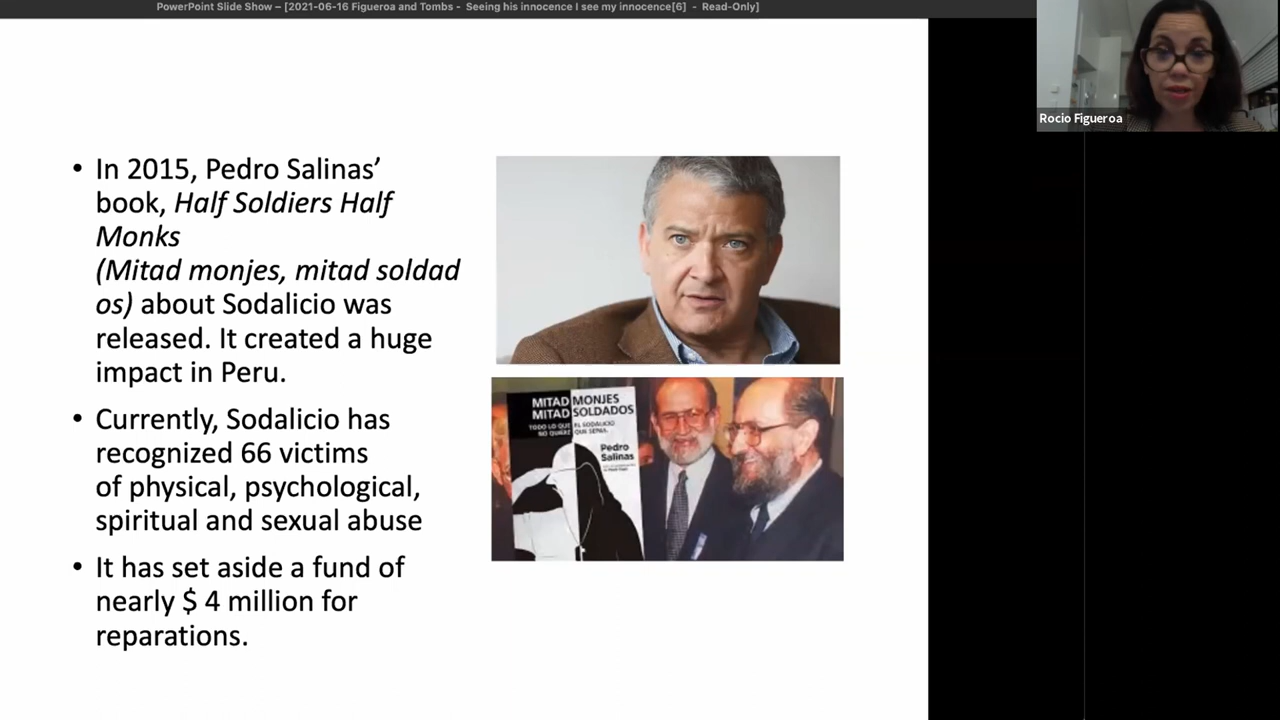 PowerPoint Slide Show – [2021-06-16 Figueroa and Tombs - Seeing his innocence I see my innocence[6] - Read-Only]
Rocio Figueroa
• In 2015, Pedro Salinas’
book, Half Soldiers Half
Monks
(Mitad monjes, mitad soldad
os) about Sodalicio was
released. It created a huge
impact in Peru.
• Currently, Sodalicio has
recognized 66 victims
of physical, psychological,
spiritual and sexual abuse
• It has set aside a fund of
nearly $ 4 million for
reparations.
MITAD MONJES
MITAD SOLDADOS
TODO LO QUE EL SODALICIO
NO QUIERE QUE SEPAS.
Pedro
Salinas